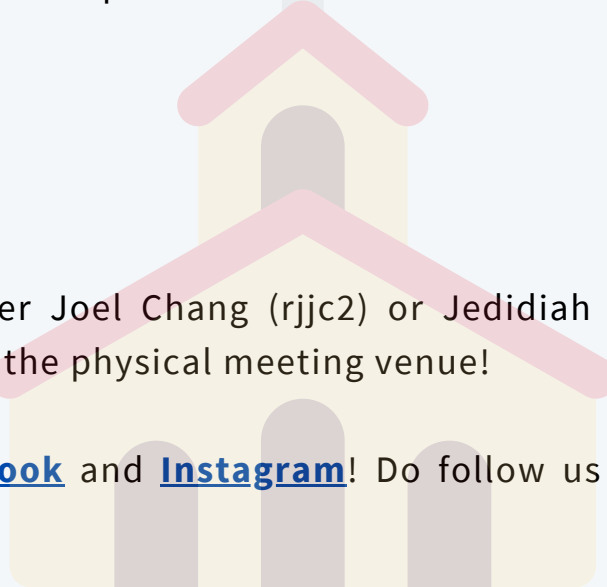 er Joel Chang (rjjc2) or Jedidiah
the physical meeting venue!
ook and Instagram! Do follow us